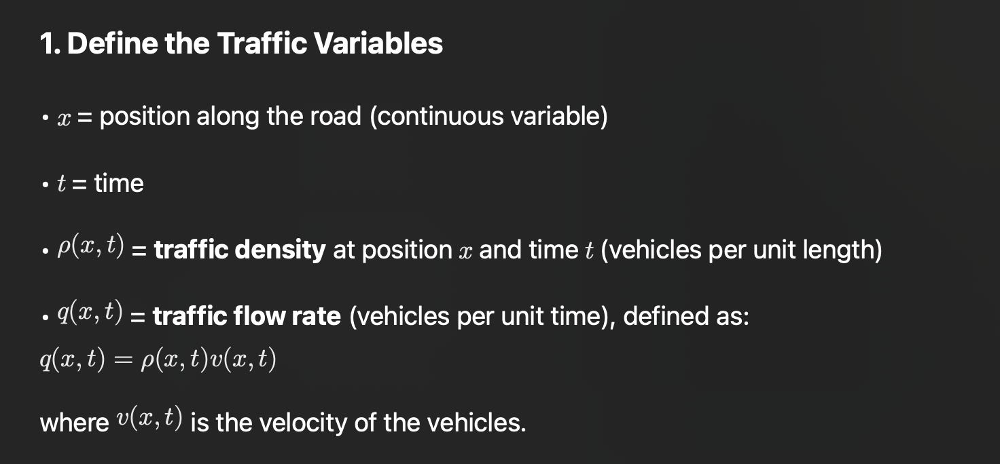 1. Define the Traffic Variables
• x = position along the road (continuous variable)
• t = time
• ρ(x, t) = traffic density at position x and time t (vehicles per unit length)
• q(x, t) = traffic flow rate (vehicles per unit time), defined as:
q(x, t) = ρ(x, t)v(x, t)
where v(x, t) is the velocity of the vehicles.